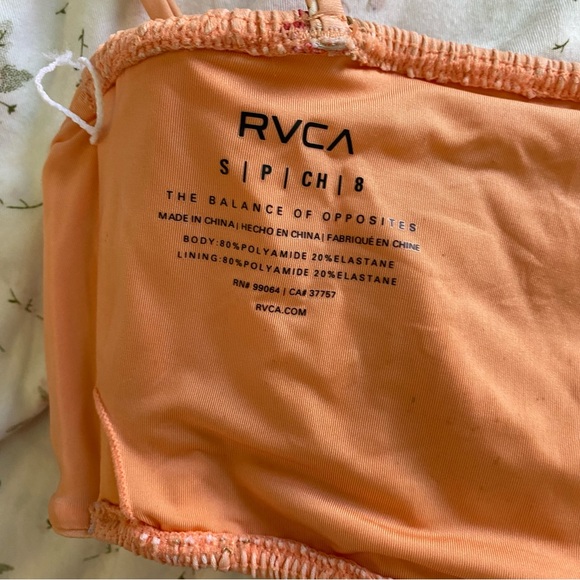 RVCA
S | P | CH | 8
THE BALANCE OF OPPOSITES
MADE IN CHINA | HECHO EN CHINA | FABRIQUÉ EN CHINE
BODY: 80% POLYAMIDE 20% ELASTANE
LINING: 80% POLYAMIDE 20% ELASTANE
RN# 99064 | CA# 37757
RVCA.COM